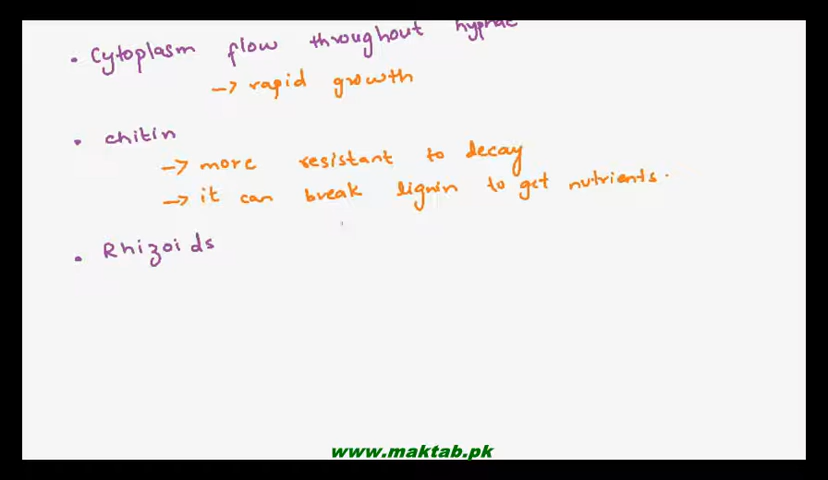 • Cytoplasm flow throughout hyphae
→ rapid growth
• chitin
→ more resistant to decay
→ it can break lignin to get nutrients.
• Rhizoids
www.maktab.pk